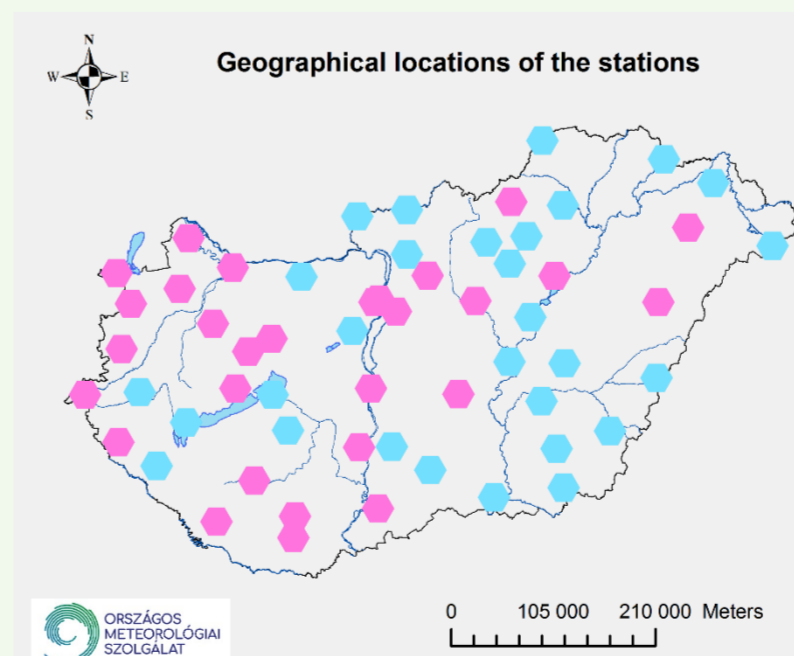 Geographical locations of the stations
N
W E
S
0 105 000 210 000 Meters
ORSZÁGOS
METEOROLÓGIAI
SZOLGÁLAT